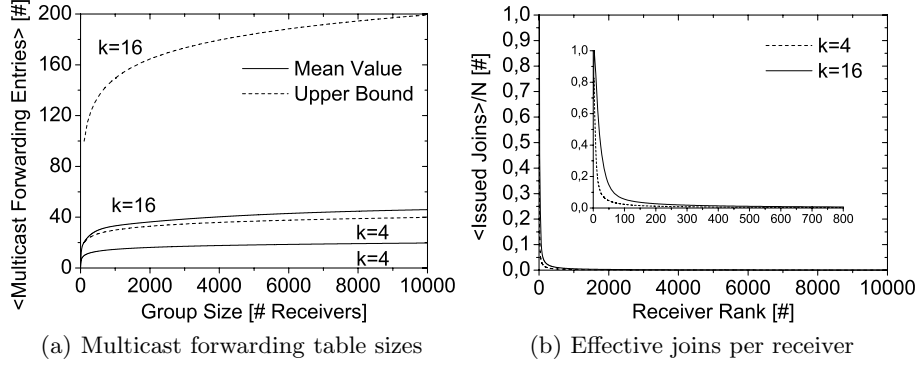 <Multicast Forwarding Entries> [#]
200
160
120
80
40
0
k=16
Mean Value
Upper Bound
k=16
k=4
k=4
0 2000 4000 6000 8000 10000
Group Size [# Receivers]
(a) Multicast forwarding table sizes
<Issued Joins>/N [#]
1,0
0,9
0,8
0,7
0,6
0,5
0,4
0,3
0,2
0,1
0,0
k=4
k=16
1,0
0,8
0,6
0,4
0,2
0,0
0 100 200 300 400 500 600 700 800
0 2000 4000 6000 8000 10000
Receiver Rank [#]
(b) Effective joins per receiver